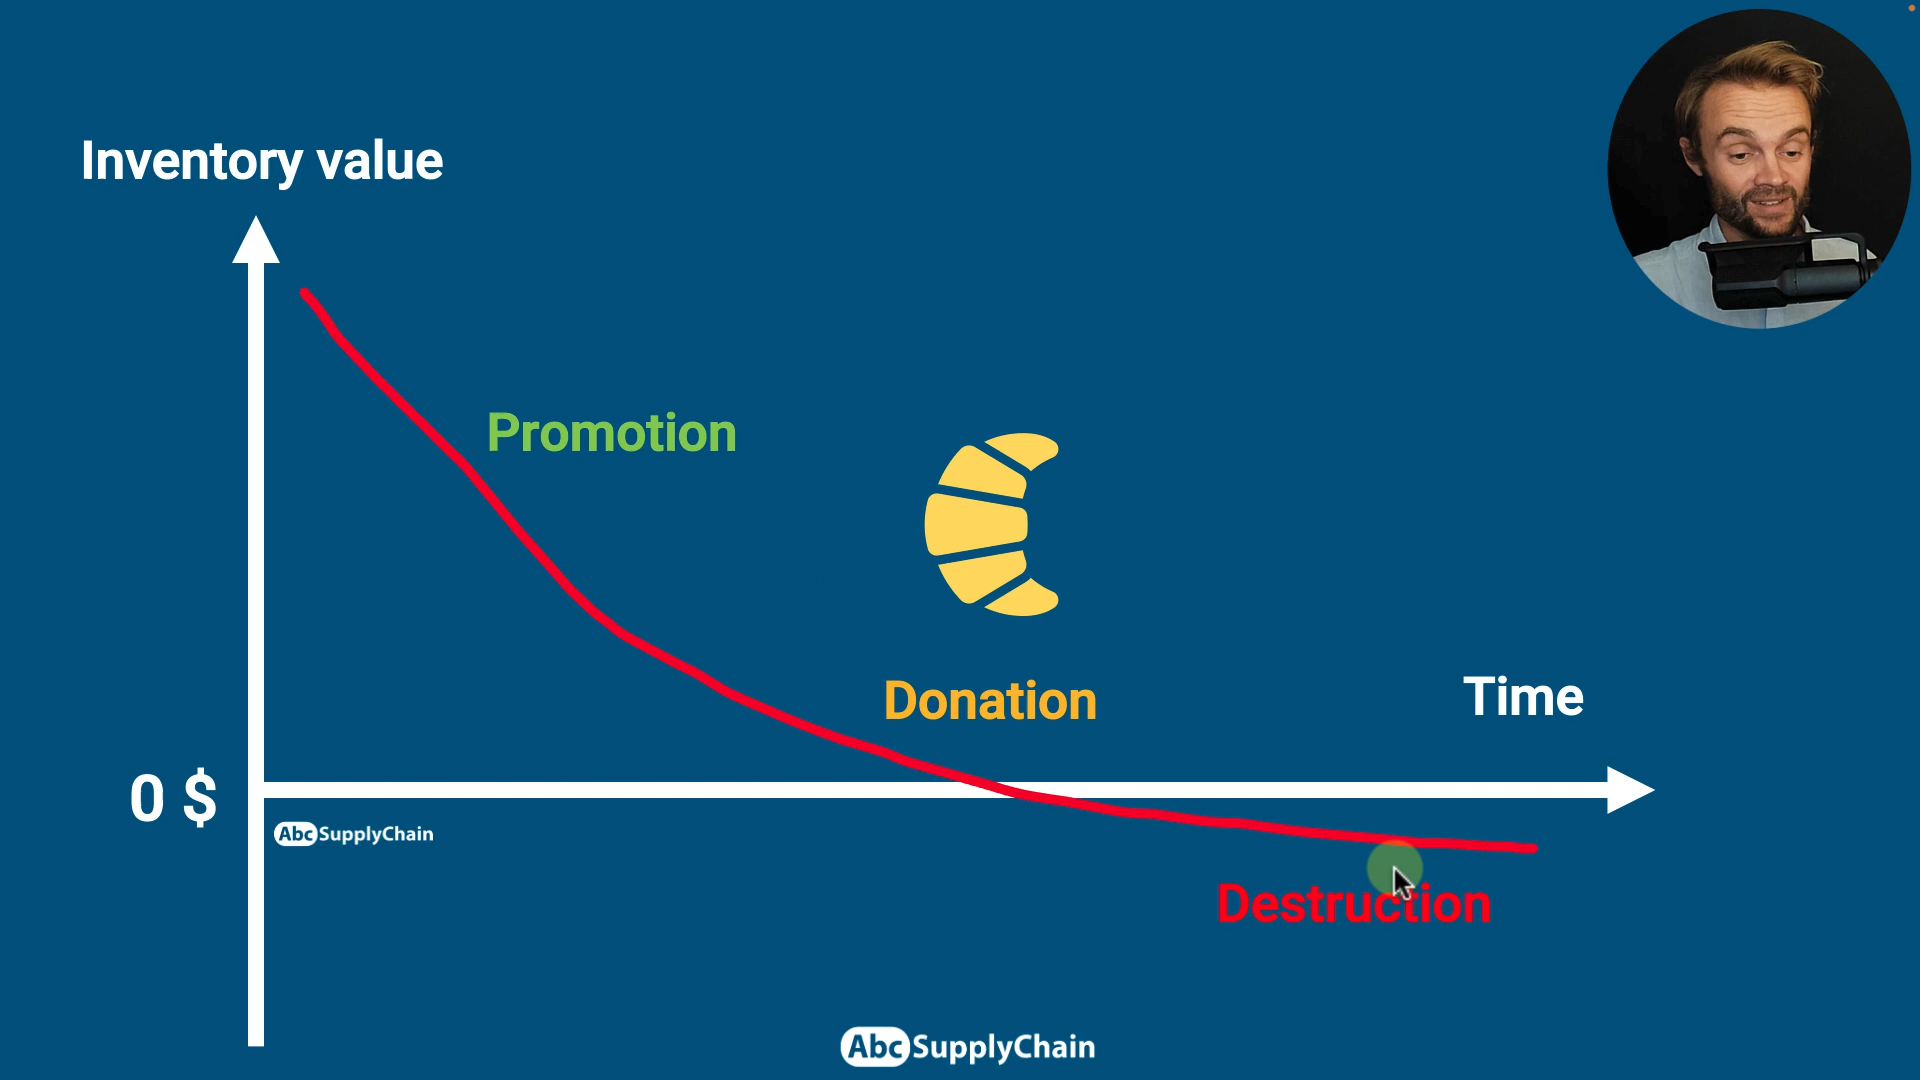 Inventory value
Promotion
Donation
Time
0 $
AbcSupplyChain
Destruction
AbcSupplyChain